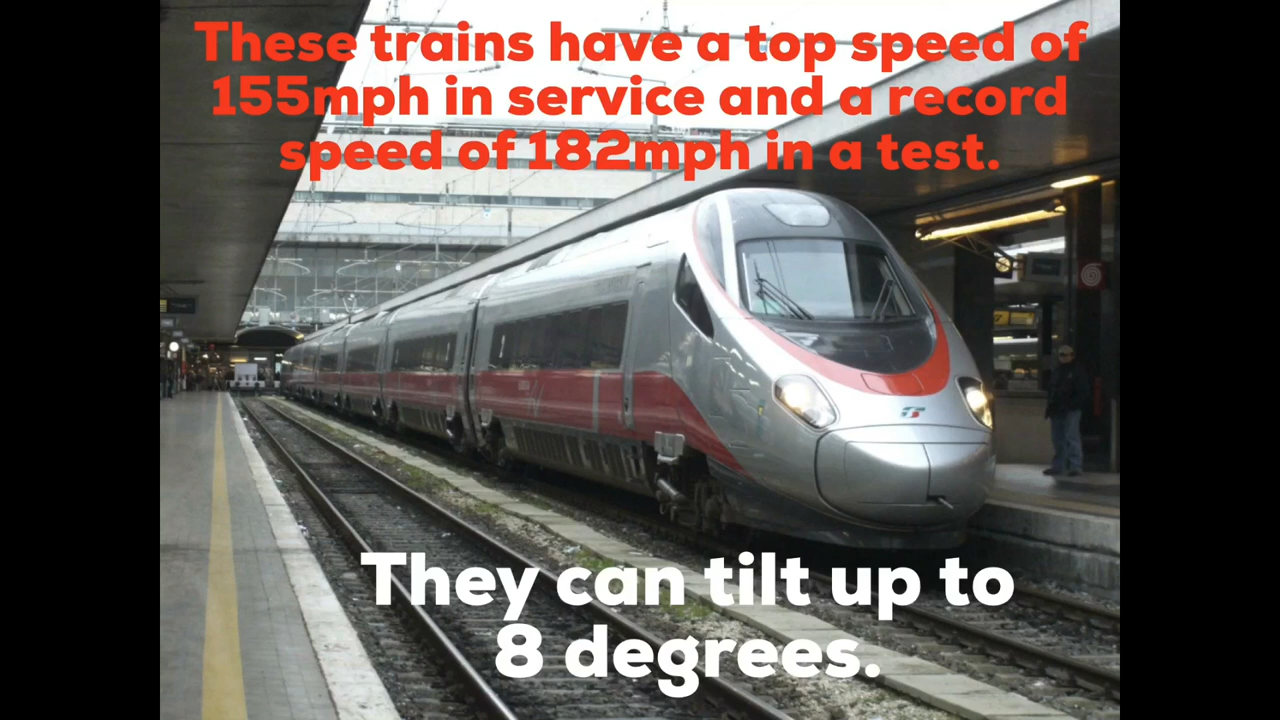 These trains have a top speed of
155mph in service and a record
speed of 182mph in a test.
They can tilt up to
8 degrees.